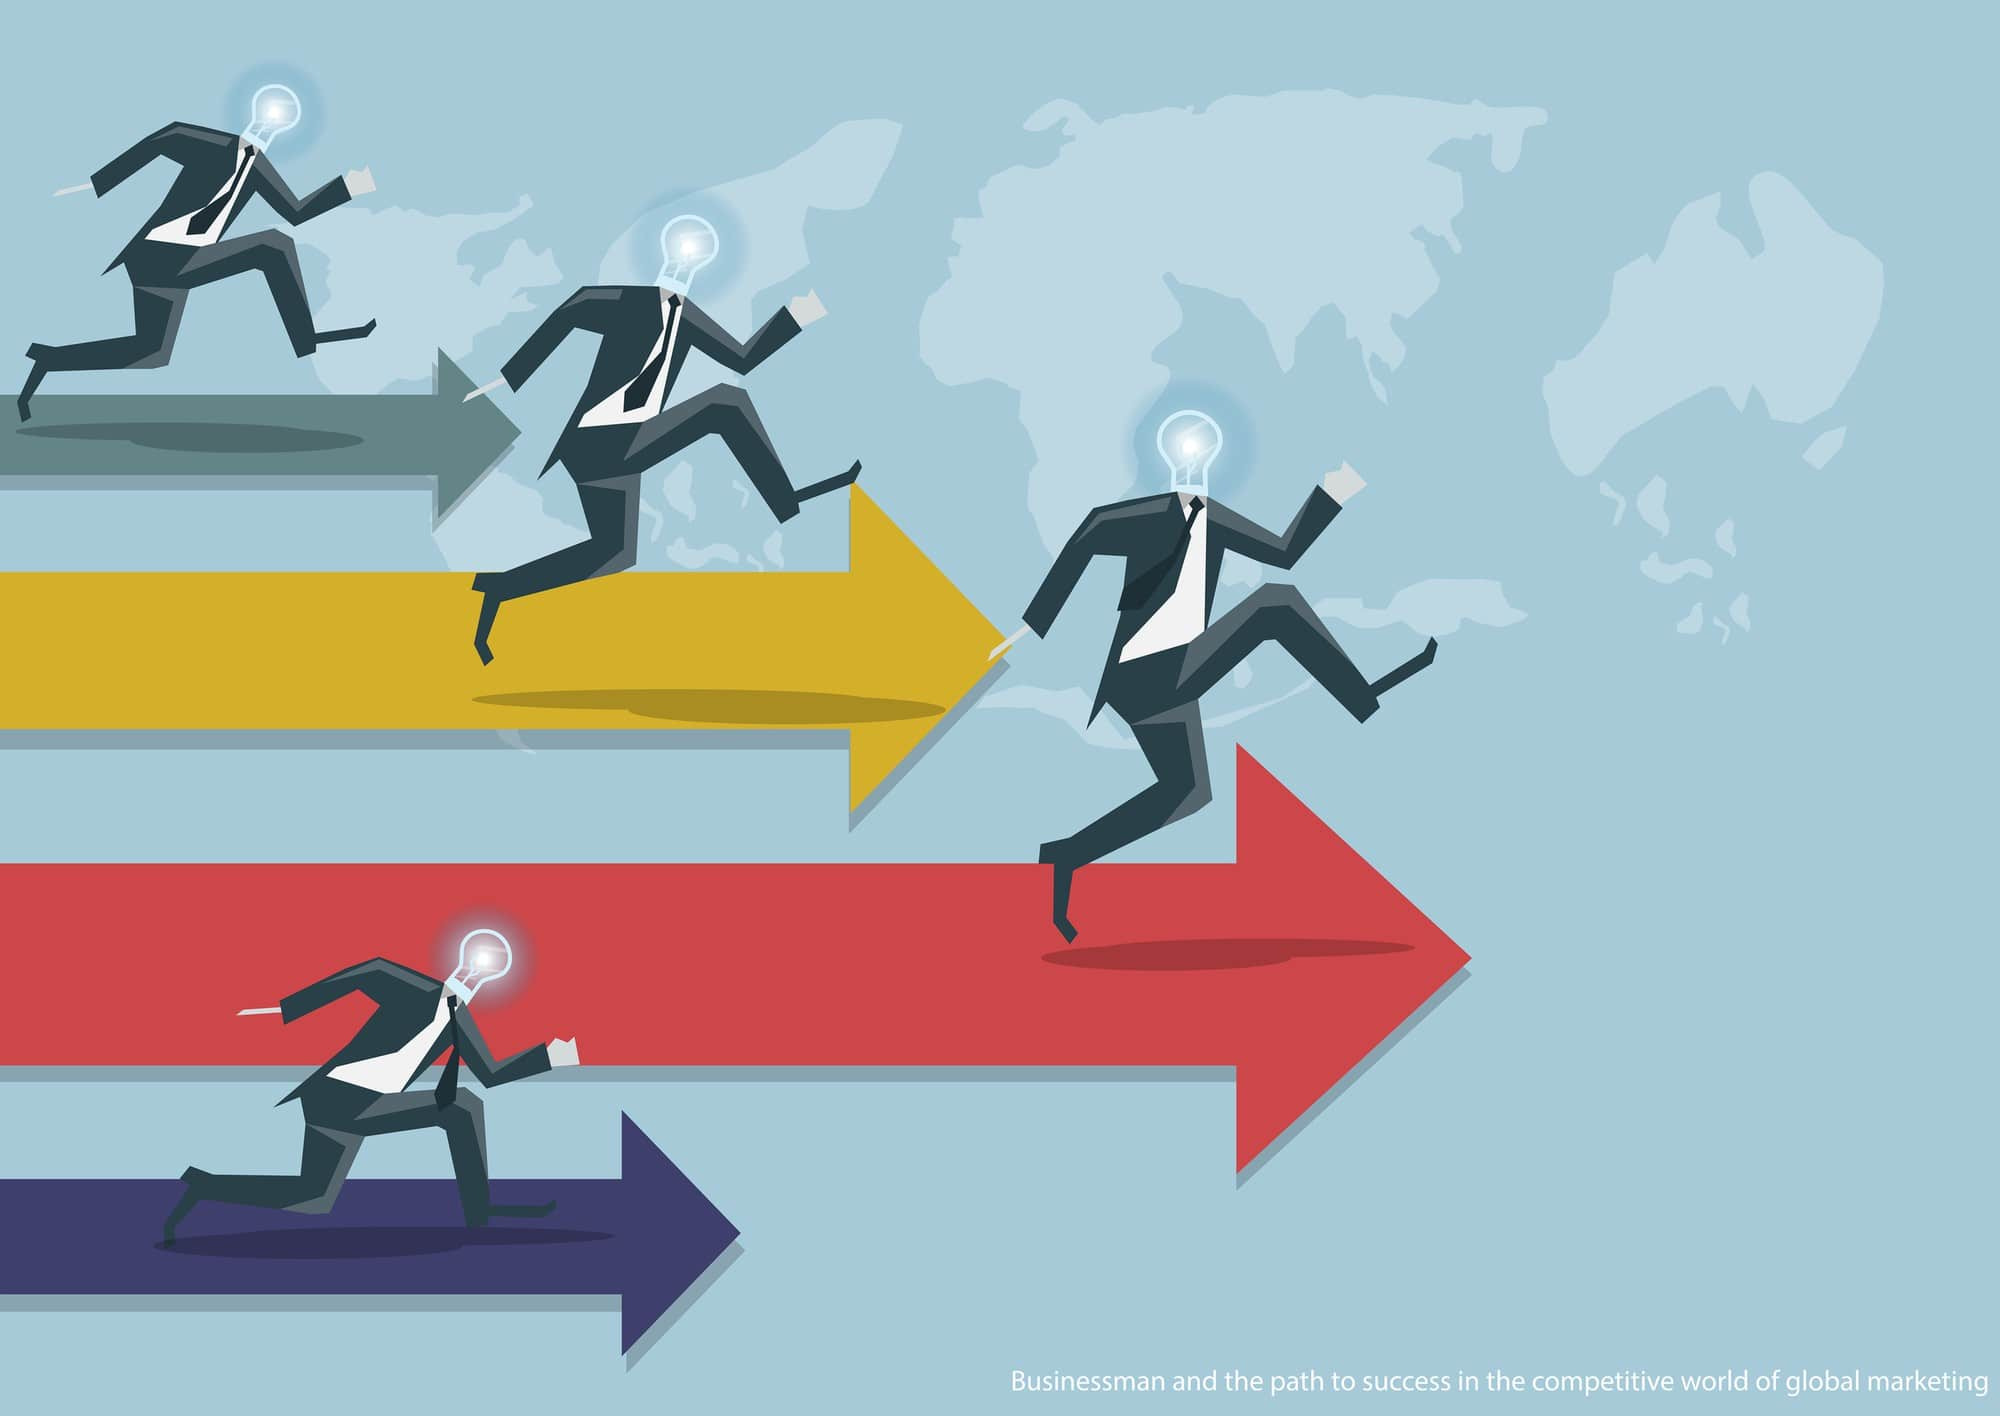 Businessman and the path to success in the competitive world of global marketing